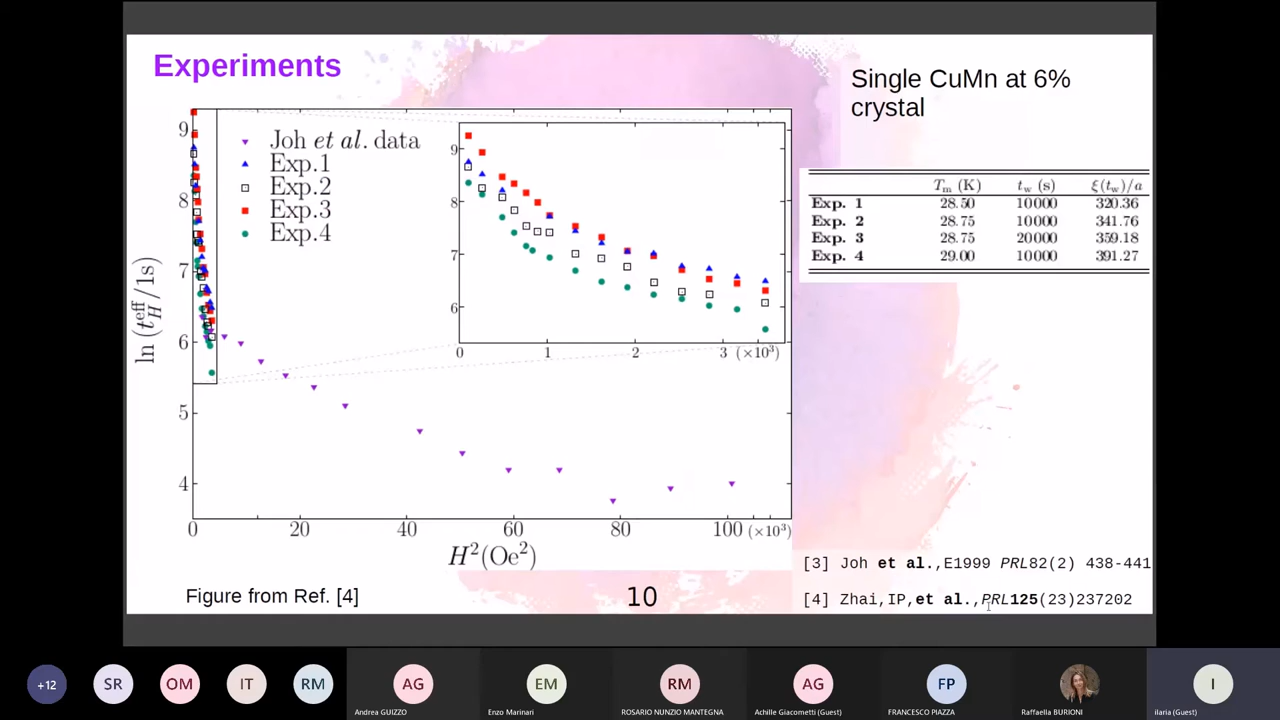 Experiments
Single CuMn at 6%
crystal
9
8
7
6
5
4
ln (t_H^eff/1s)
Joh et al. data
Exp.1
Exp.2
Exp.3
Exp.4
9
8
7
6
0 1 2 3 (×10³)
0 20 40 60 80 100 (×10³)
H²(Oe²)
Tm (K) tw (s) ξ(tw)/a
Exp. 1 28.50 10000 320.36
Exp. 2 28.75 10000 341.76
Exp. 3 28.75 20000 359.18
Exp. 4 29.00 10000 391.27
[3] Joh et al.,E1999 PRL82(2) 438-441
[4] Zhai,IP,et al.,PRL125(23)237202
Figure from Ref. [4]
10
+12 SR OM IT RM AG EM RM AG FP I
Andrea GUIZZO Enzo Marinari ROSARIO NUNZIO MANTEGNA Achille Giacometti (Guest) FRANCESCO PIAZZA Raffaella BURIONI ilaria (Guest)